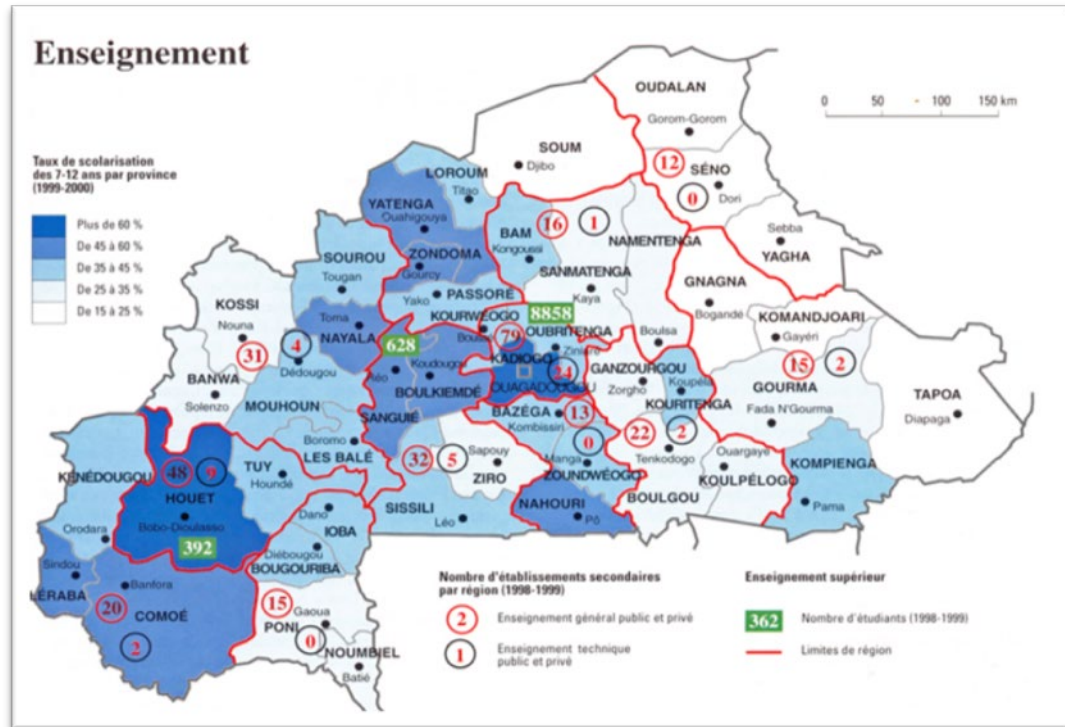 Enseignement
Taux de scolarisation
des 7-12 ans par province
(1999-2000)
Plus de 60 %
De 45 à 60 %
De 35 à 45 %
De 25 à 35 %
De 15 à 25 %
0 50 100 150 km
OUDALAN
Gorom-Gorom
SOUM
Djibo
12
SÉNO
0
Dori
LOROUM
Titao
YATENGA
Ouahigouya
BAM
16
1
Kongoussi
NAMENTENGA
Sebba
YAGHA
ZONDOMA
Gourcy
SOUROU
Tougan
SANMATENGA
Kaya
GNAGNA
Bogandé
KOSSI
Nouna
PASSORÉ
Yako
KOURWÉOGO
8858
OUBRITENGA
Boulsa
KOMANDJOARI
Gayéri
Toma
NAYALA
628
79
Ziniaré
31
4
Dédougou
KADIOGO
24
OUAGADOUGOU
GANZOURGOU
Zorgho
Koupéla
KOURITENGA
15
2
GOURMA
Fada N'Gourma
TAPOA
Diapaga
BANWA
Solenzo
Koudougou
BOULKIEMDÉ
MOUHOUN
SANGUIÉ
BAZÉGA
Kombissiri
13
0
22
2
Tenkodogo
Boromo
LES BALÉ
32
5
Sapouy
ZIRO
Manga
ZOUNDWÉOGO
Ouargaye
KOULPÉLOGO
KOMPIENGA
Pama
KÉNÉDOUGOU
48
9
HOUET
TUY
Houndé
BOULGOU
Bobo-Dioulasso
392
Orodara
SISSILI
Léo
NAHOURI
Pô
Dano
IOBA
Diébougou
BOUGOURIBA
Sindou
LÉRABA
Banfora
20
COMOÉ
2
15
Gaoua
PONI
0
NOUMBIEL
Batié
Nombre d'établissements secondaires
par région (1998-1999)
2 Enseignement général public et privé
1 Enseignement technique
public et privé
Enseignement supérieur
362 Nombre d'étudiants (1998-1999)
Limites de région